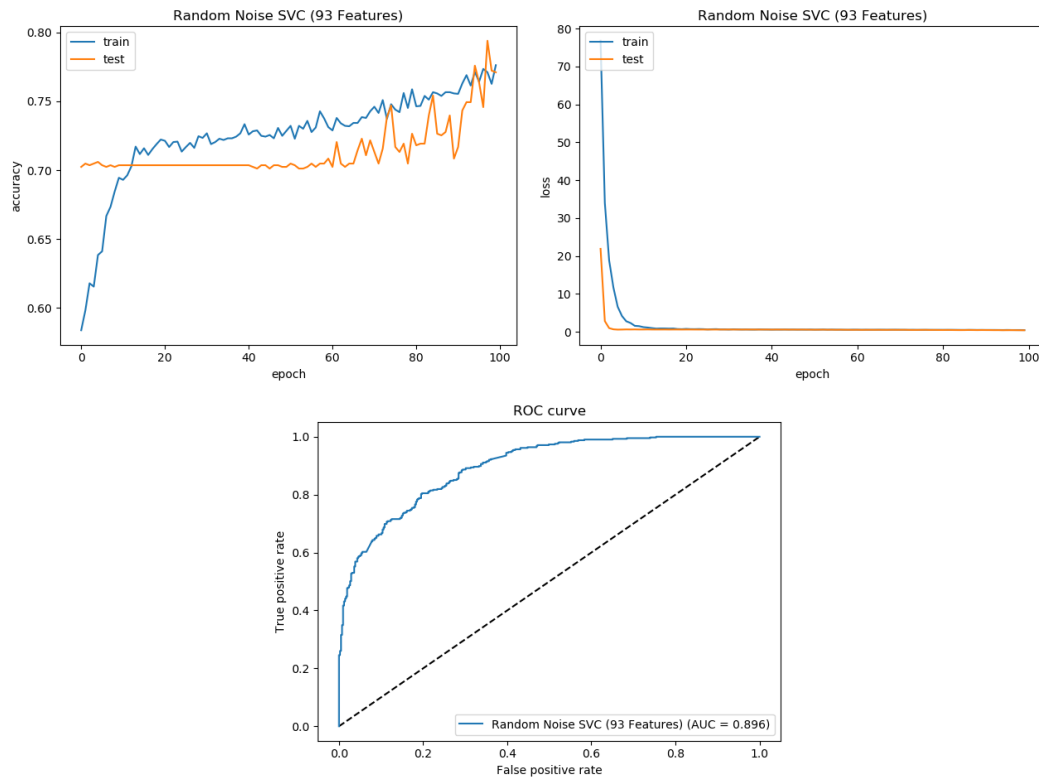 Random Noise SVC (93 Features)
train
test
0.80
0.75
0.70
0.65
0.60
accuracy
0
20
40
60
80
100
epoch
Random Noise SVC (93 Features)
train
test
80
70
60
50
40
30
20
10
0
loss
0
20
40
60
80
100
epoch
ROC curve
1.0
0.8
0.6
0.4
0.2
0.0
True positive rate
Random Noise SVC (93 Features) (AUC = 0.896)
0.0
0.2
0.4
0.6
0.8
1.0
False positive rate